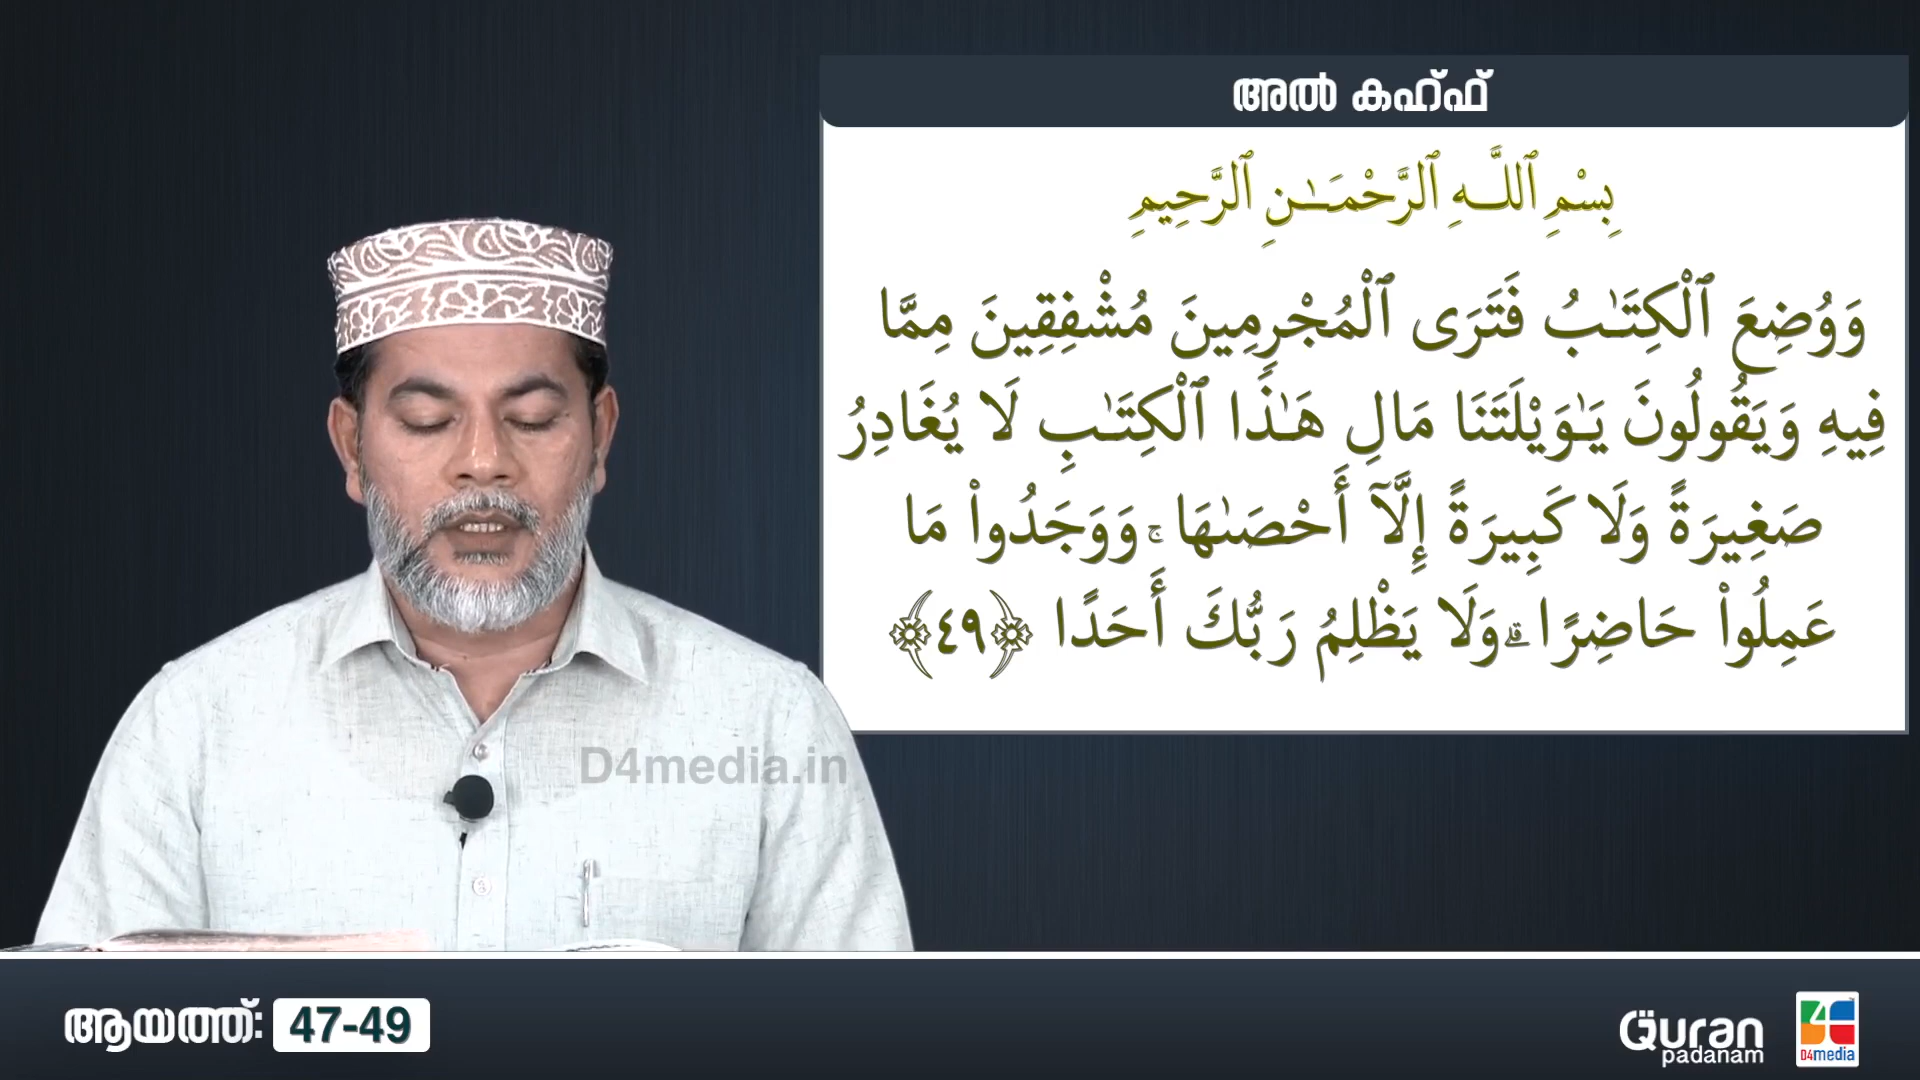 അൽ കഹ്ഫ്
بِسْمِ ٱللَّـهِ ٱلرَّحْمَـٰنِ ٱلرَّحِيمِ
وَوُضِعَ ٱلْكِتَـٰبُ فَتَرَى ٱلْمُجْرِمِينَ مُشْفِقِينَ مِمَّا
فِيهِ وَيَقُولُونَ يَـٰوَيْلَتَنَا مَالِ هَـٰذَا ٱلْكِتَـٰبِ لَا يُغَادِرُ
صَغِيرَةً وَلَا كَبِيرَةً إِلَّآ أَحْصَىٰهَا ۚ وَوَجَدُوا۟ مَا
عَمِلُوا۟ حَاضِرًا ۗ وَلَا يَظْلِمُ رَبُّكَ أَحَدًا ﴿٤٩﴾
D4media.in
ആയത്ത്: 47-49
Quran
padanam
D4media